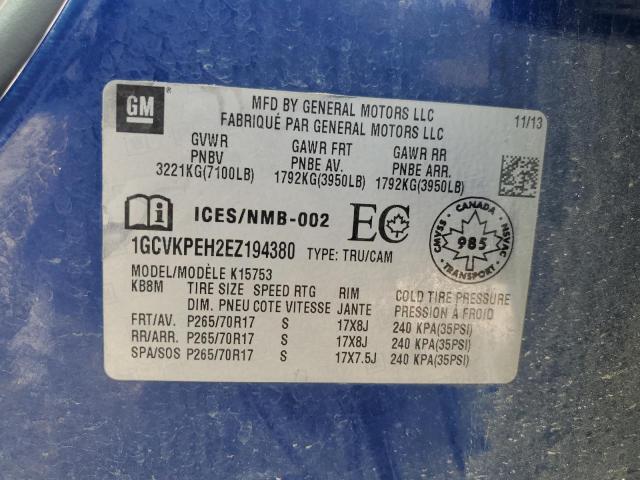 GM
MFD BY GENERAL MOTORS LLC
FABRIQUÉ PAR GENERAL MOTORS LLC
11/13
GVWR GAWR FRT GAWR RR
PNBV PNBE AV. PNBE ARR.
3221KG(7100LB) 1792KG(3950LB) 1792KG(3950LB)
ICES/NMB-002 EC
CANADA
CMVSS 985 NSVAC
TRANSPORT
1GCVKPEH2EZ194380 TYPE: TRU/CAM
MODEL/MODÈLE K15753
KB8M TIRE SIZE SPEED RTG RIM COLD TIRE PRESSURE
DIM. PNEU COTE VITESSE JANTE PRESSION À FROID
FRT/AV. P265/70R17 S 17X8J 240 KPA(35PSI)
RR/ARR. P265/70R17 S 17X8J 240 KPA(35PSI)
SPA/SOS P265/70R17 S 17X7.5J 240 KPA(35PSI)